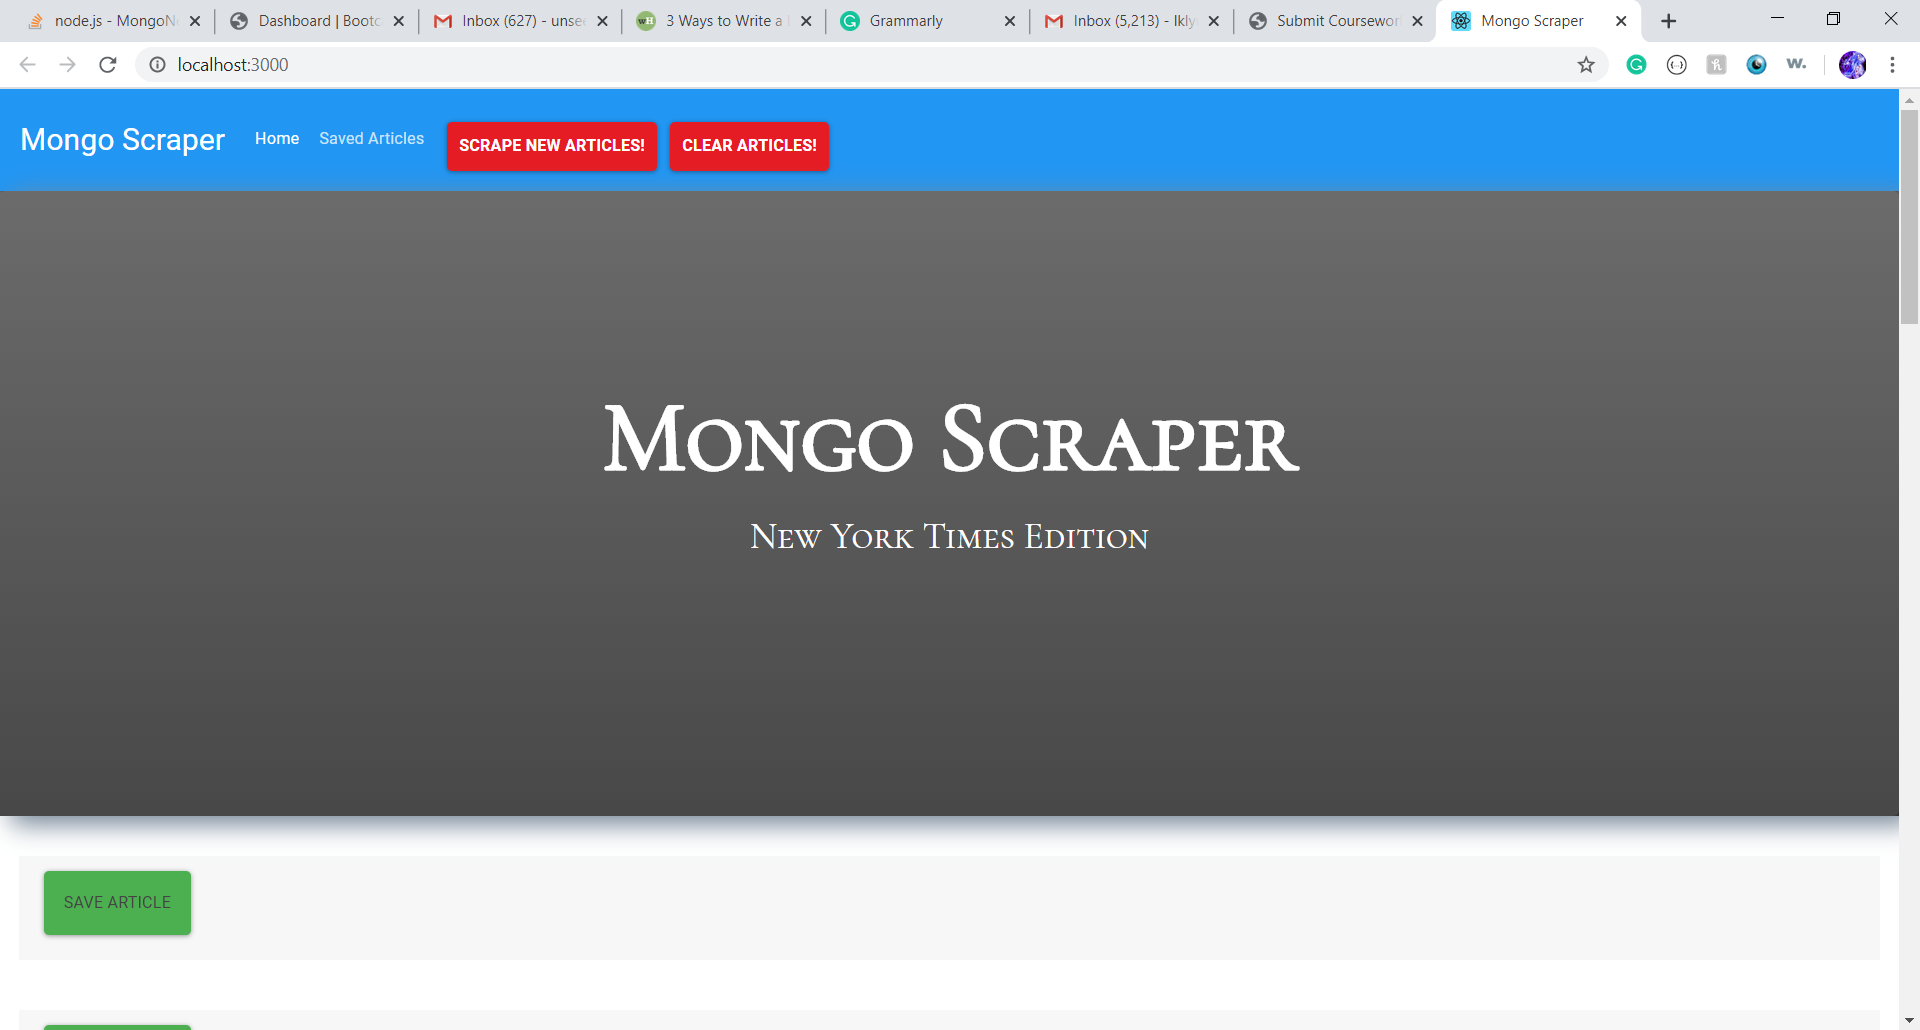 node.js - MongoN
Dashboard | Bootc
Inbox (627) - unse
3 Ways to Write a
Grammarly
Inbox (5,213) - lkly
Submit Coursewor
Mongo Scraper
localhost:3000
w.
Mongo Scraper
Home
Saved Articles
SCRAPE NEW ARTICLES!
CLEAR ARTICLES!
Mongo Scraper
New York Times Edition
SAVE ARTICLE